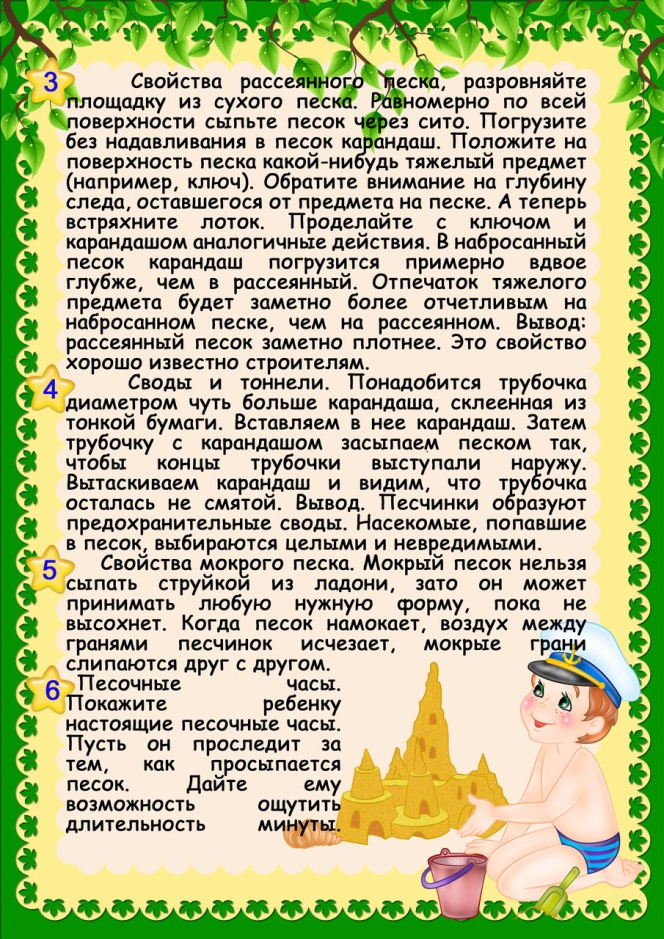 3 Свойства рассеянного песка, разровняйте
площадку из сухого песка. Равномерно по всей
поверхности сыпьте песок через сито. Погрузите
без надавливания в песок карандаш. Положите на
поверхность песка какой-нибудь тяжелый предмет
(например, ключ). Обратите внимание на глубину
следа, оставшегося от предмета на песке. А теперь
встряхните лоток. Проделайте с ключом и
карандашом аналогичные действия. В набросанный
песок карандаш погрузится примерно вдвое
глубже, чем в рассеянный. Отпечаток тяжелого
предмета будет заметно более отчетливым на
набросанном песке, чем на рассеянном. Вывод:
рассеянный песок заметно плотнее. Это свойство
хорошо известно строителям.
4 Своды и тоннели. Понадобится трубочка
диаметром чуть больше карандаша, склеенная из
тонкой бумаги. Вставляем в нее карандаш. Затем
трубочку с карандашом засыпаем песком так,
чтобы концы трубочки выступали наружу.
Вытаскиваем карандаш и видим, что трубочка
осталась не смятой. Вывод. Песчинки образуют
предохранительные своды. Насекомые, попавшие
в песок, выбираются целыми и невредимыми.
5 Свойства мокрого песка. Мокрый песок нельзя
сыпать струйкой из ладони, зато он может
принимать любую нужную форму, пока не
высохнет. Когда песок намокает, воздух между
гранями песчинок исчезает, мокрые грани
слипаются друг с другом.
6 Песочные часы.
Покажите ребенку
настоящие песочные часы.
Пусть он проследит за
тем, как просыпается
песок. Дайте ему
возможность ощутить
длительность минуты.